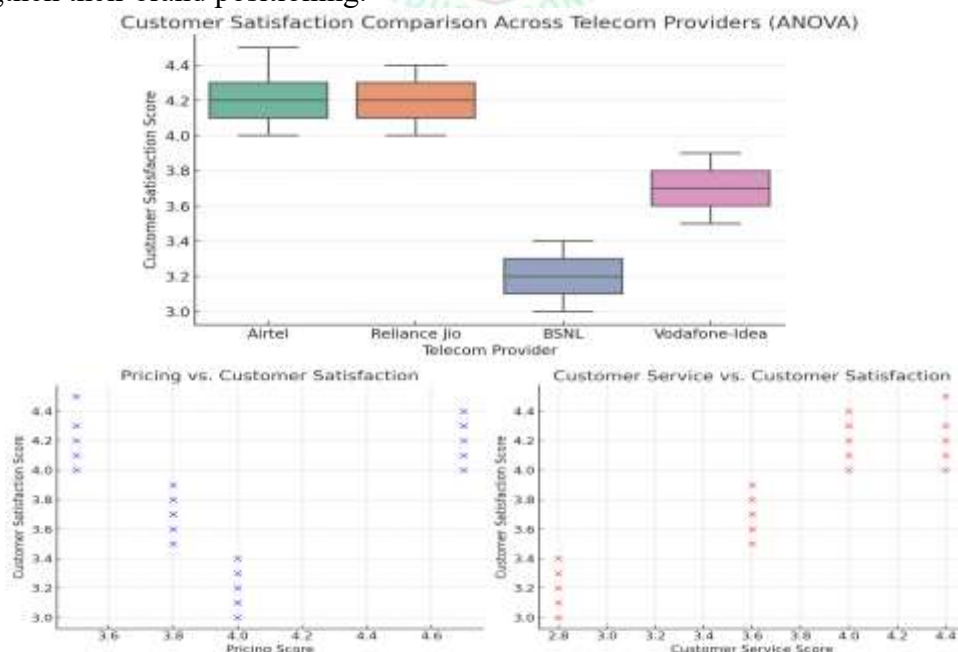 gthen their brand positioning.
Customer Satisfaction Comparison Across Telecom Providers (ANOVA)
Customer Satisfaction Score
4.4
4.2
4.0
3.8
3.6
3.4
3.2
3.0
Airtel Reliance Jio BSNL Vodafone-Idea
Telecom Provider
Pricing vs. Customer Satisfaction
Customer Satisfaction Score
4.4
4.2
4.0
3.8
3.6
3.4
3.2
3.0
3.6 3.8 4.0 4.2 4.4 4.6
Pricing Score
Customer Service vs. Customer Satisfaction
Customer Satisfaction Score
4.4
4.2
4.0
3.8
3.6
3.4
3.2
3.0
2.8 3.0 3.2 3.4 3.6 3.8 4.0 4.2 4.4
Customer Service Score